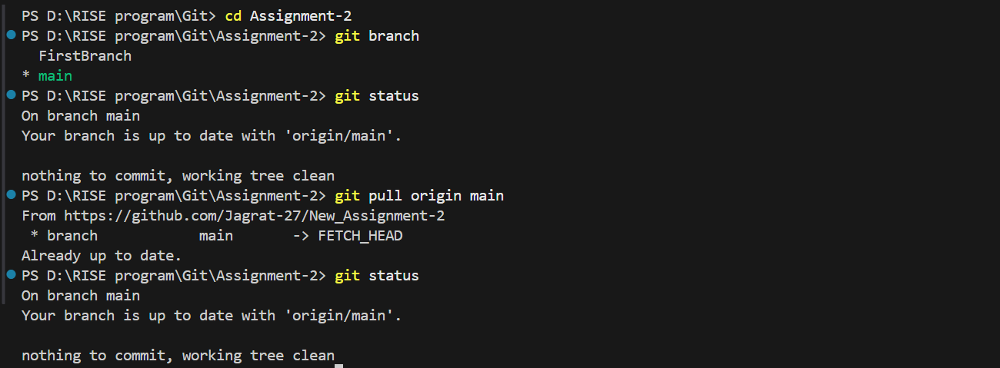 PS D:\RISE program\Git> cd Assignment-2
PS D:\RISE program\Git\Assignment-2> git branch
  FirstBranch
* main
PS D:\RISE program\Git\Assignment-2> git status
On branch main
Your branch is up to date with 'origin/main'.

nothing to commit, working tree clean
PS D:\RISE program\Git\Assignment-2> git pull origin main
From https://github.com/Jagrat-27/New_Assignment-2
 * branch            main       -> FETCH_HEAD
Already up to date.
PS D:\RISE program\Git\Assignment-2> git status
On branch main
Your branch is up to date with 'origin/main'.

nothing to commit, working tree clean